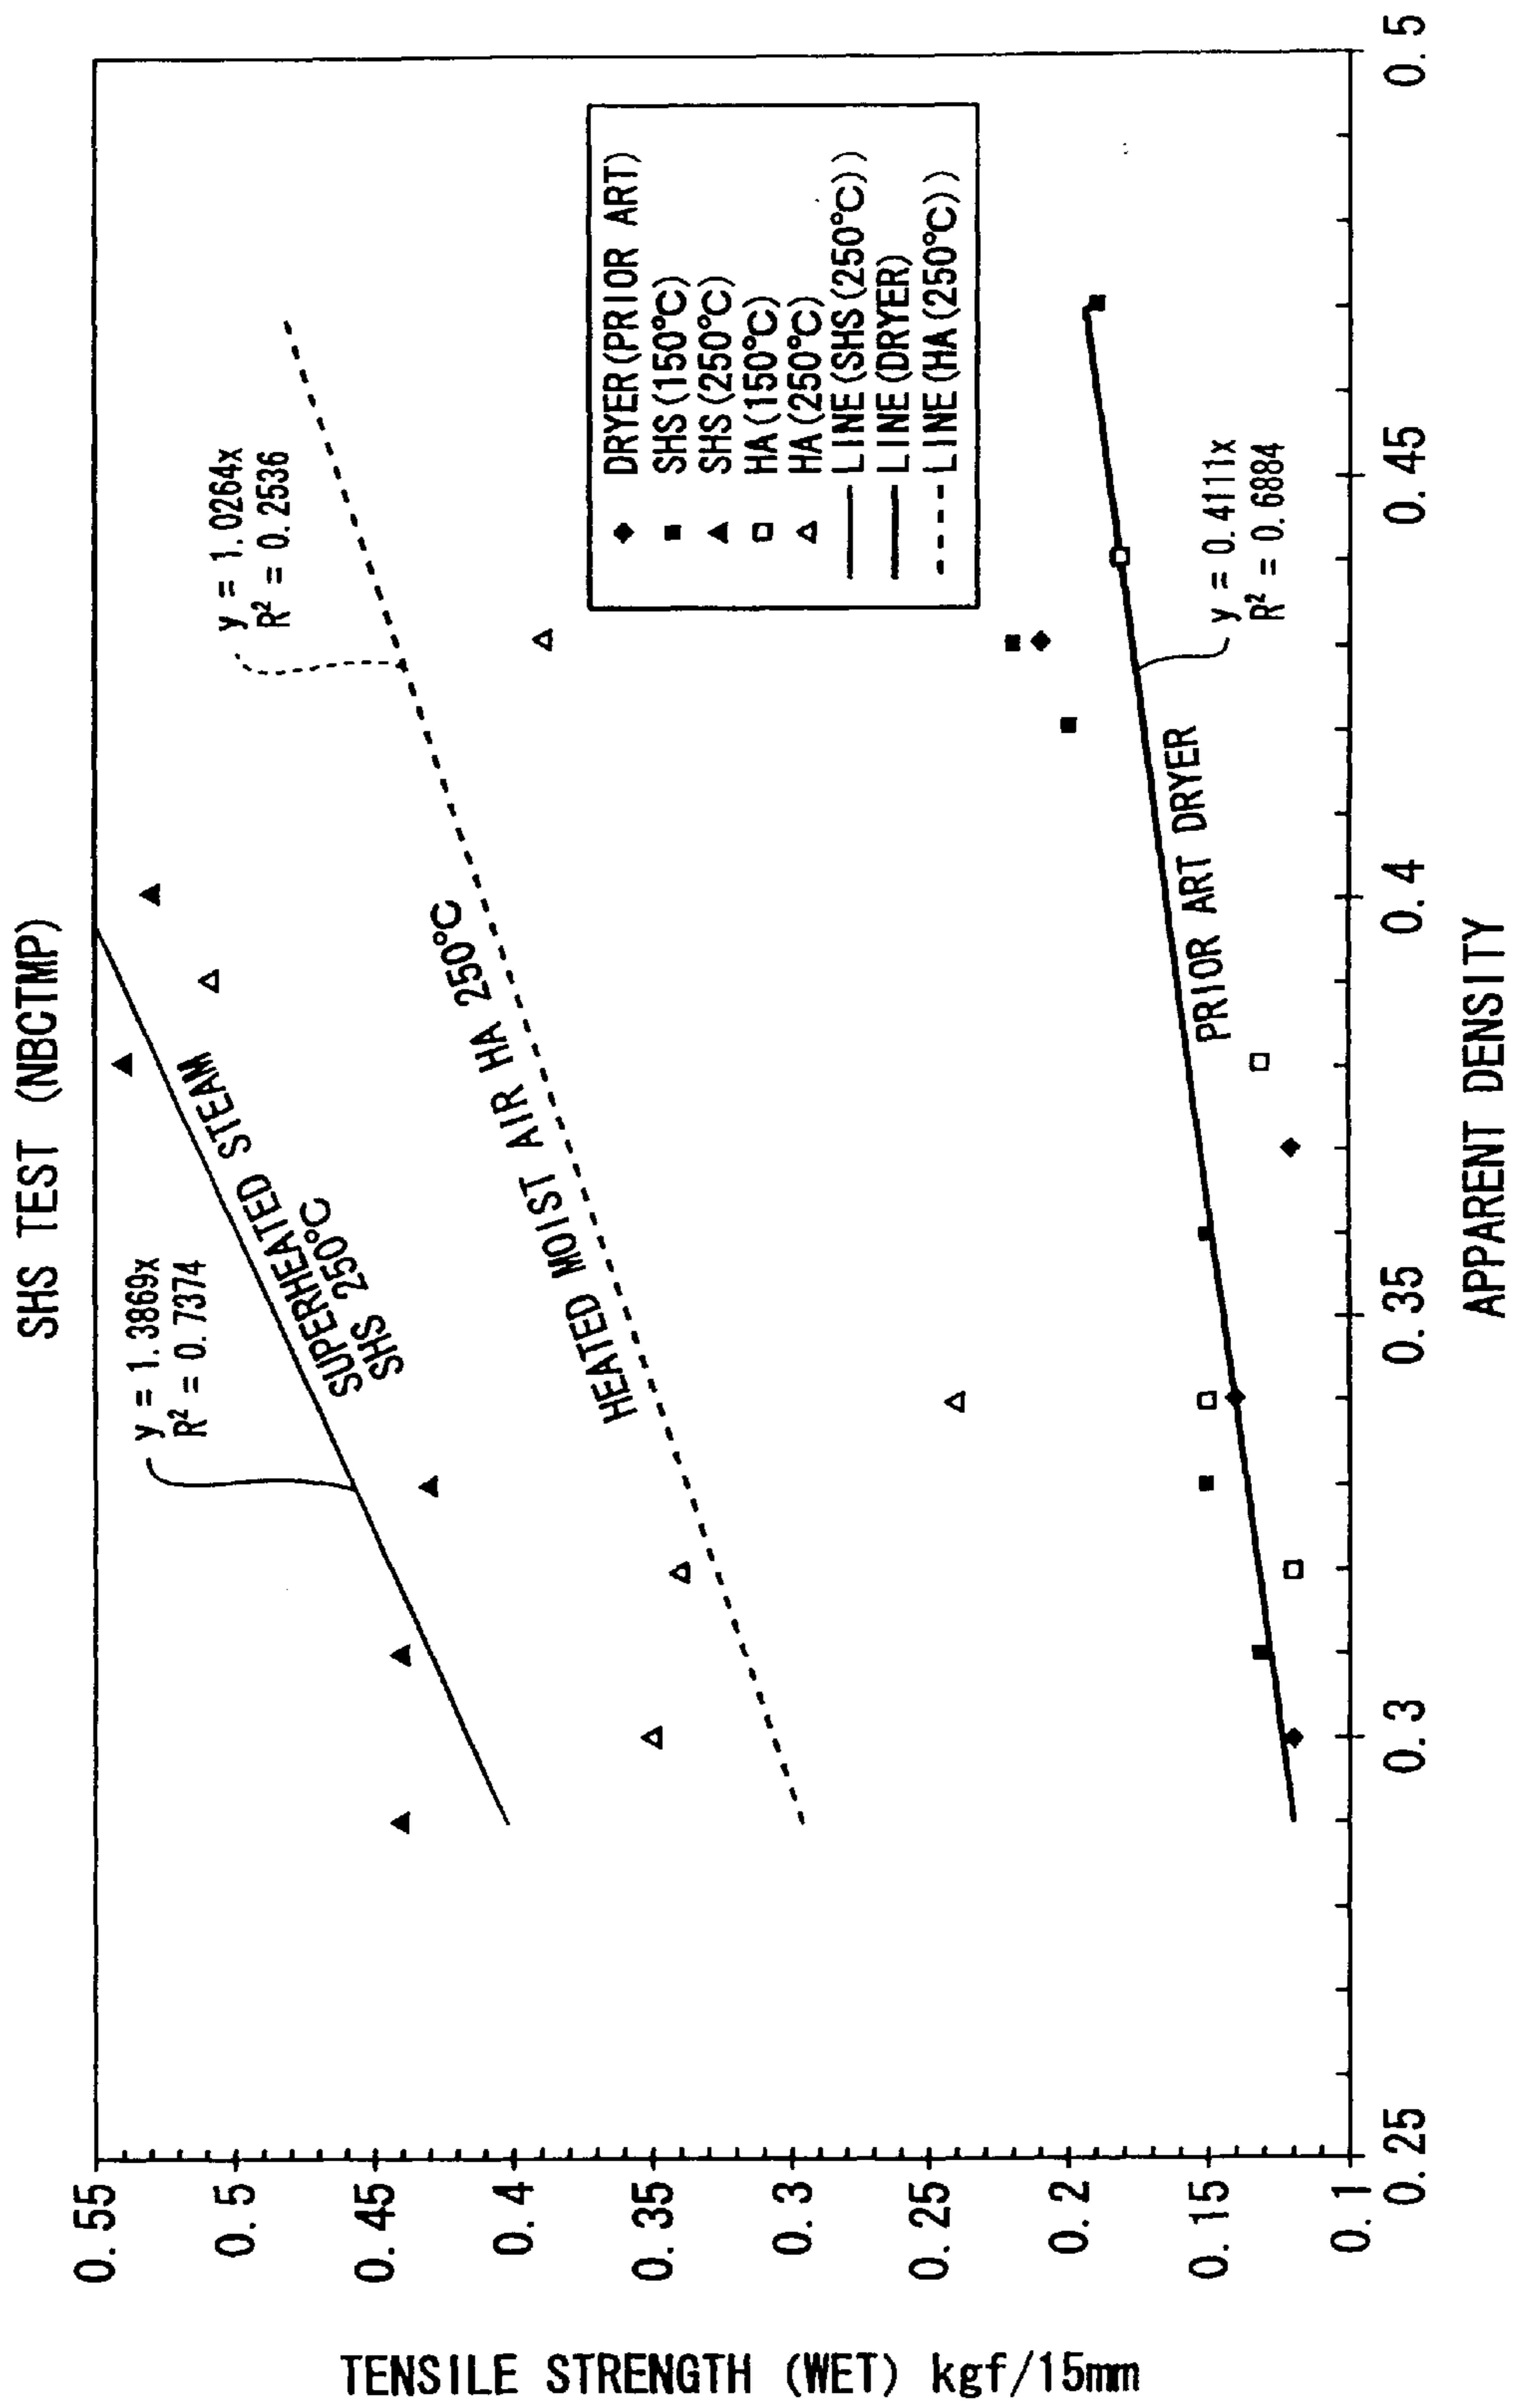 SHS TEST (NBCTMP)
TENSILE STRENGTH (WET) kgf/15mm
0.55
0.5
0.45
0.4
0.35
0.3
0.25
0.2
0.15
0.1
0.25
0.3
0.35
0.4
0.45
0.5
APPARENT DENSITY
y = 1.3869x
R² = 0.7374
SUPERHEATED STEAM
SHS 250°C
y = 1.0264x
R² = 0.2536
HEATED MOIST AIR HA 250°C
PRIOR ART DRYER
y = 0.4111x
R² = 0.6884
DRYER(PRIOR ART)
SHS(150°C)
SHS(250°C)
HA(150°C)
HA(250°C)
LINE(SHS(250°C))
LINE(DRYER)
LINE(HA(250°C))